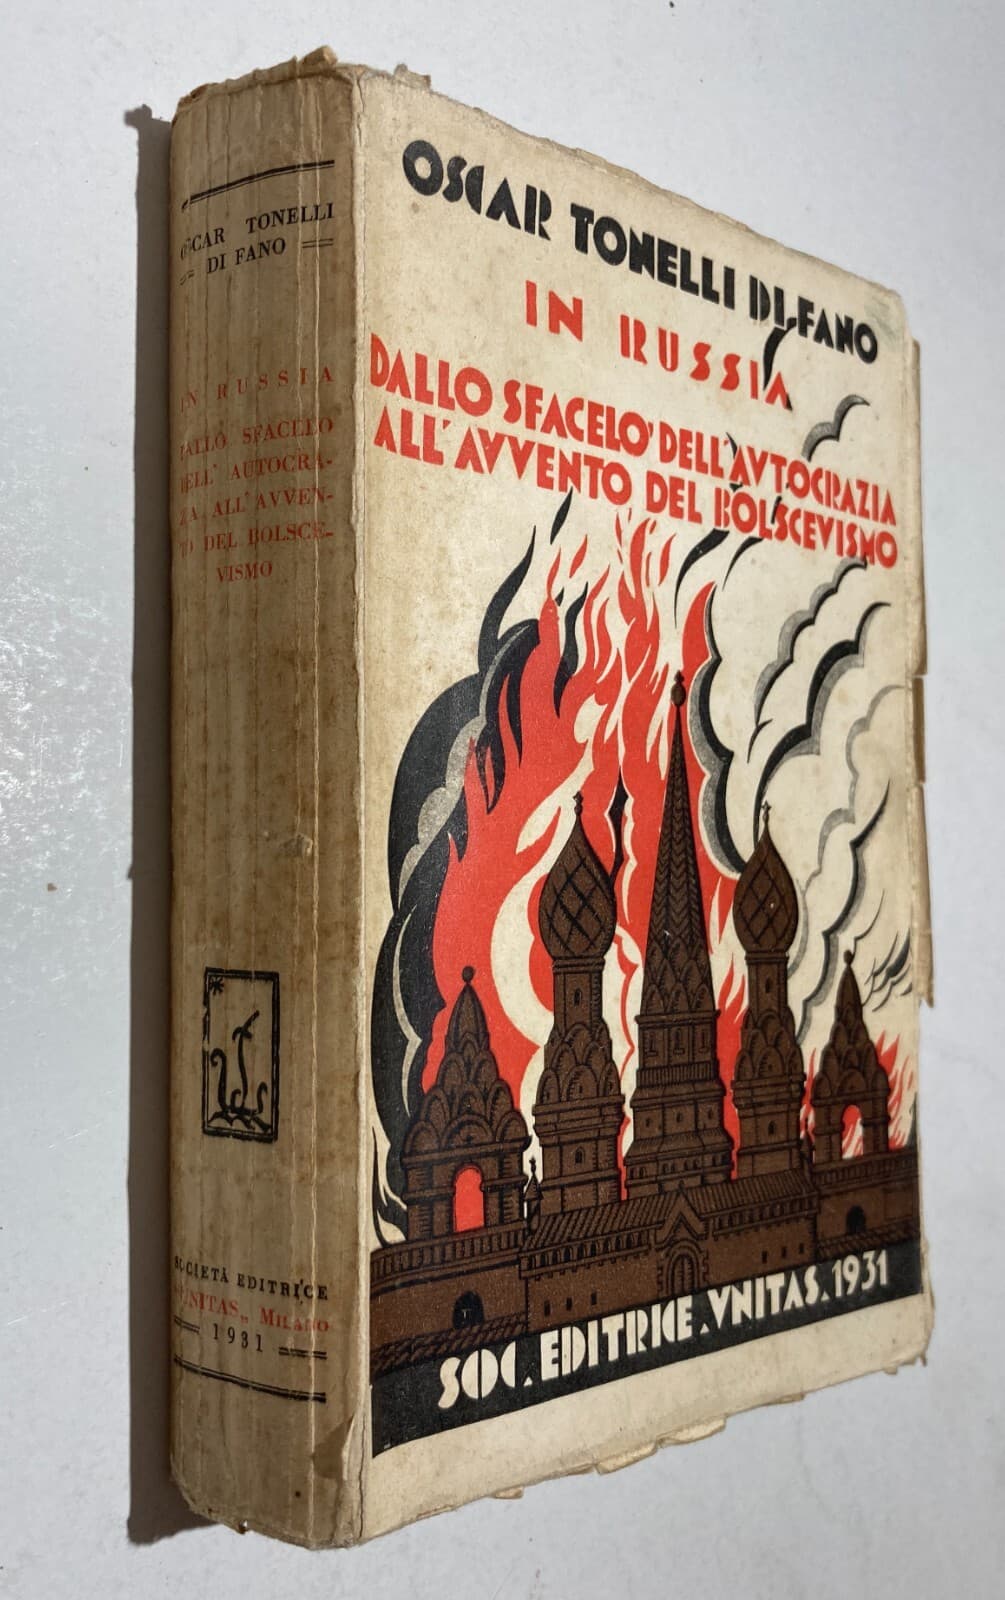 OSCAR TONELLI DI FANO
IN RUSSIA
DALLO SFACELO DELL'AVTOCRAZIA
ALL'AVVENTO DEL BOLSCEVISMO
SOC. EDITRICE.VNITAS.1931
OSCAR TONELLI
DI FANO
IN RUSSIA
DALLO SFACELO
DELL' AUTOCRA-
ZIA ALL'AVVEN-
TO DEL BOLSCE-
VISMO
SOCIETÀ EDITRICE
"UNITAS„ MILANO
1931